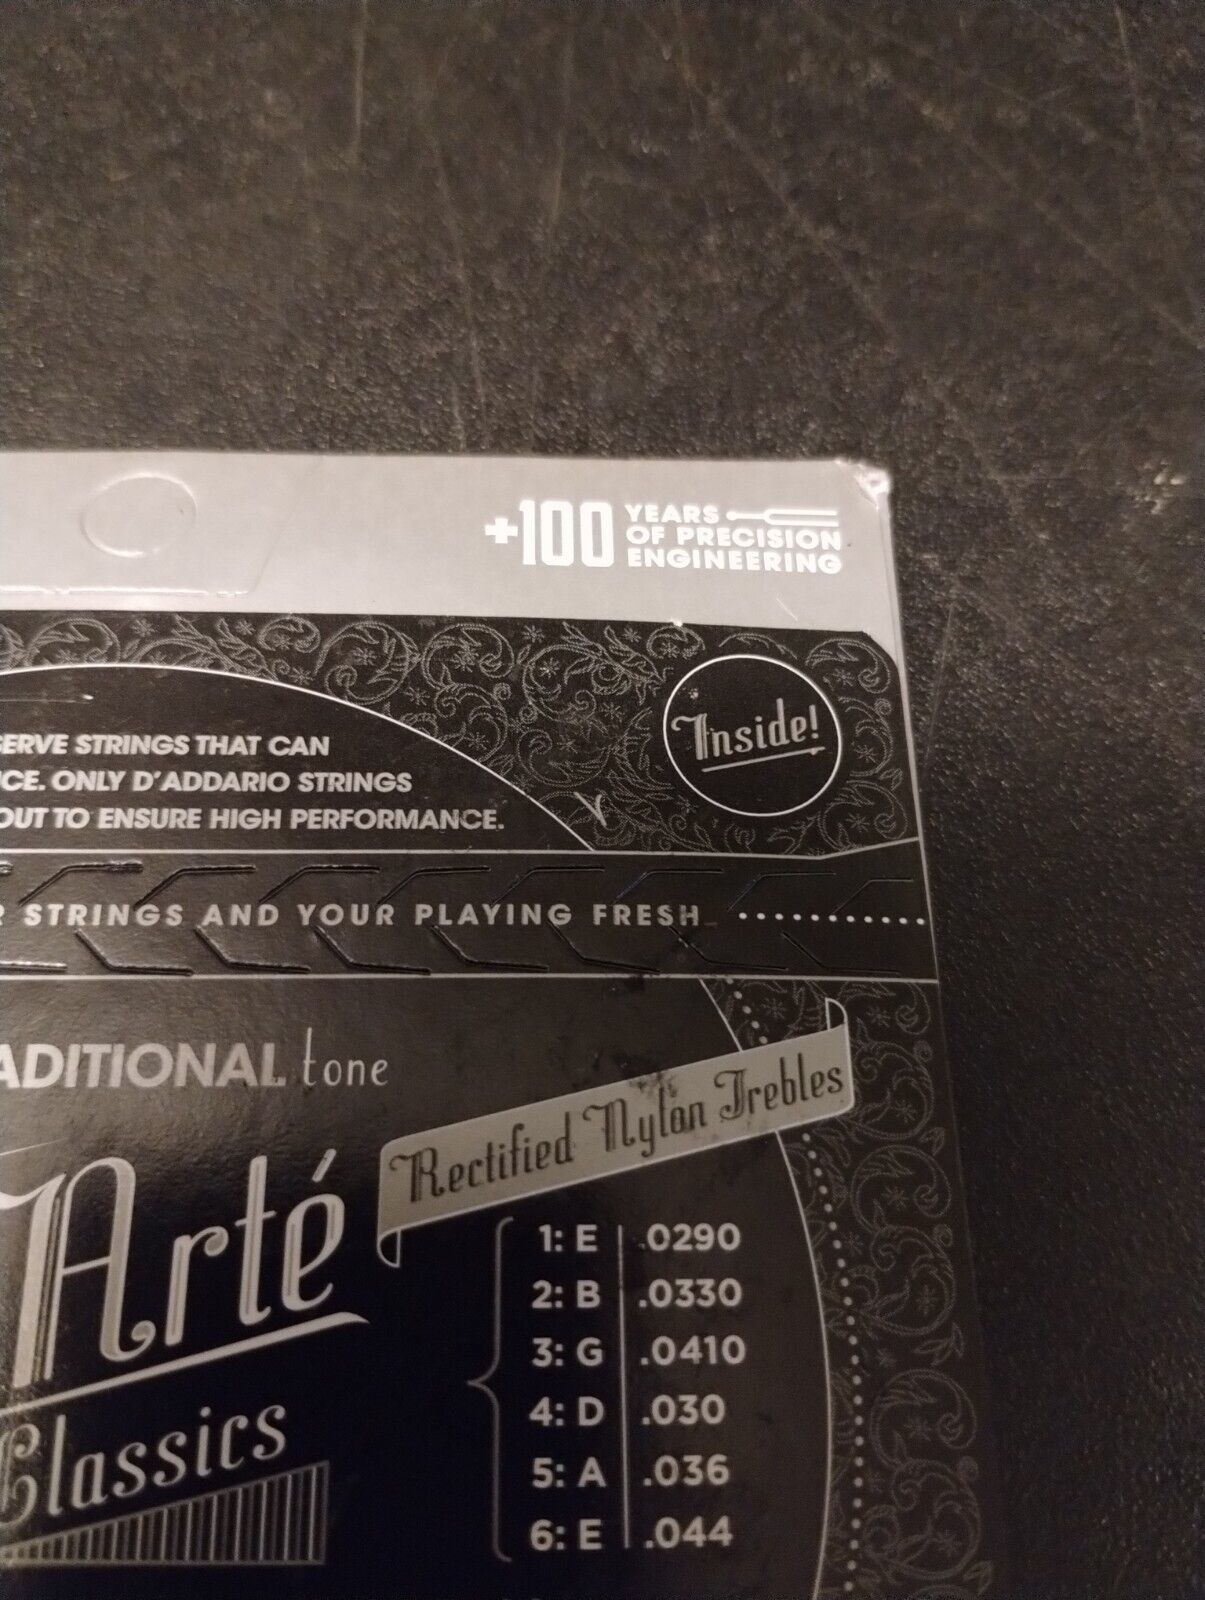 +100 YEARS
OF PRECISION
ENGINEERING
Inside!
SERVE STRINGS THAT CAN
CE. ONLY D'ADDARIO STRINGS
OUT TO ENSURE HIGH PERFORMANCE.
R STRINGS AND YOUR PLAYING FRESH
ADITIONAL tone
Rectified Nylon Trebles
Arté
Classics
1: E .0290
2: B .0330
3: G .0410
4: D .030
5: A .036
6: E .044